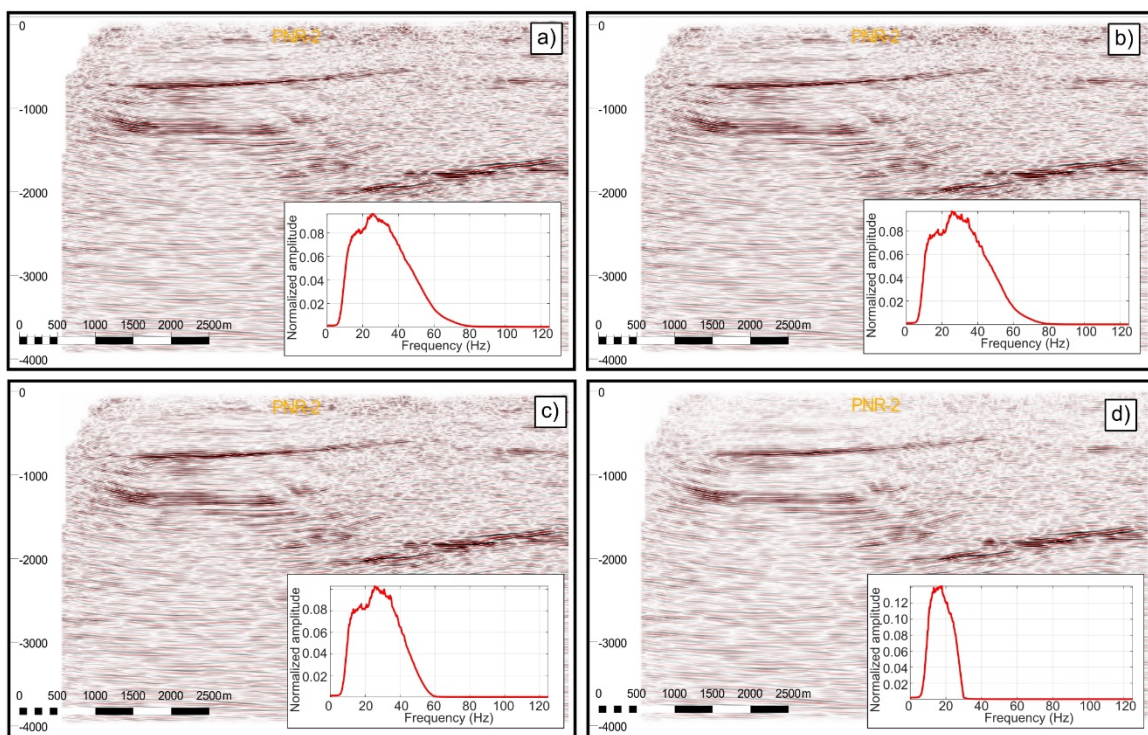 0
-1000
-2000
-3000
-4000
PNR-2
a)
0 500 1000 1500 2000 2500m
Normalized amplitude
0.08
0.06
0.04
0.02
0 20 40 60 80 100 120
Frequency (Hz)
0
-1000
-2000
-3000
-4000
PNR-2
b)
0 500 1000 1500 2000 2500m
Normalized amplitude
0.08
0.06
0.04
0.02
0 20 40 60 80 100 120
Frequency (Hz)
0
-1000
-2000
-3000
-4000
PNR-2
c)
0 500 1000 1500 2000 2500m
Normalized amplitude
0.08
0.06
0.04
0.02
0 20 40 60 80 100 120
Frequency (Hz)
0
-1000
-2000
-3000
-4000
PNR-2
d)
0 500 1000 1500 2000 2500m
Normalized amplitude
0.12
0.10
0.08
0.06
0.04
0.02
0 20 40 60 80 100 120
Frequency (Hz)